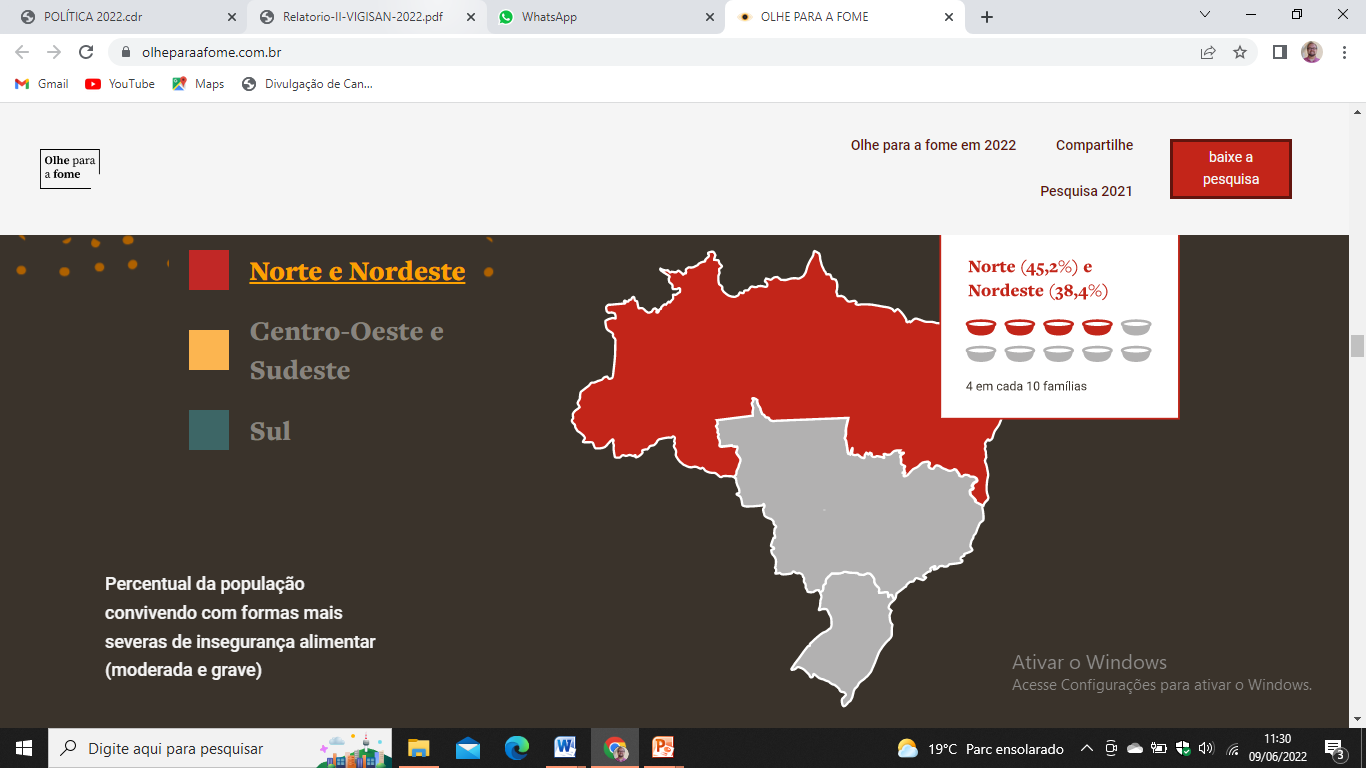 POLÍTICA 2022.cdr
Relatorio-II-VIGISAN-2022.pdf
WhatsApp
OLHE PARA A FOME
olheparaafome.com.br
Gmail
YouTube
Maps
Divulgação de Can...
Olhe para
a fome
Olhe para a fome em 2022
Compartilhe
Pesquisa 2021
baixe a
pesquisa
Norte e Nordeste
Centro-Oeste e
Sudeste
Sul
Percentual da população
convivendo com formas mais
severas de insegurança alimentar
(moderada e grave)
Norte (45,2%) e
Nordeste (38,4%)
4 em cada 10 famílias
Ativar o Windows
Acesse Configurações para ativar o Windows.
Digite aqui para pesquisar
19°C Parc ensolarado
11:30
09/06/2022
3